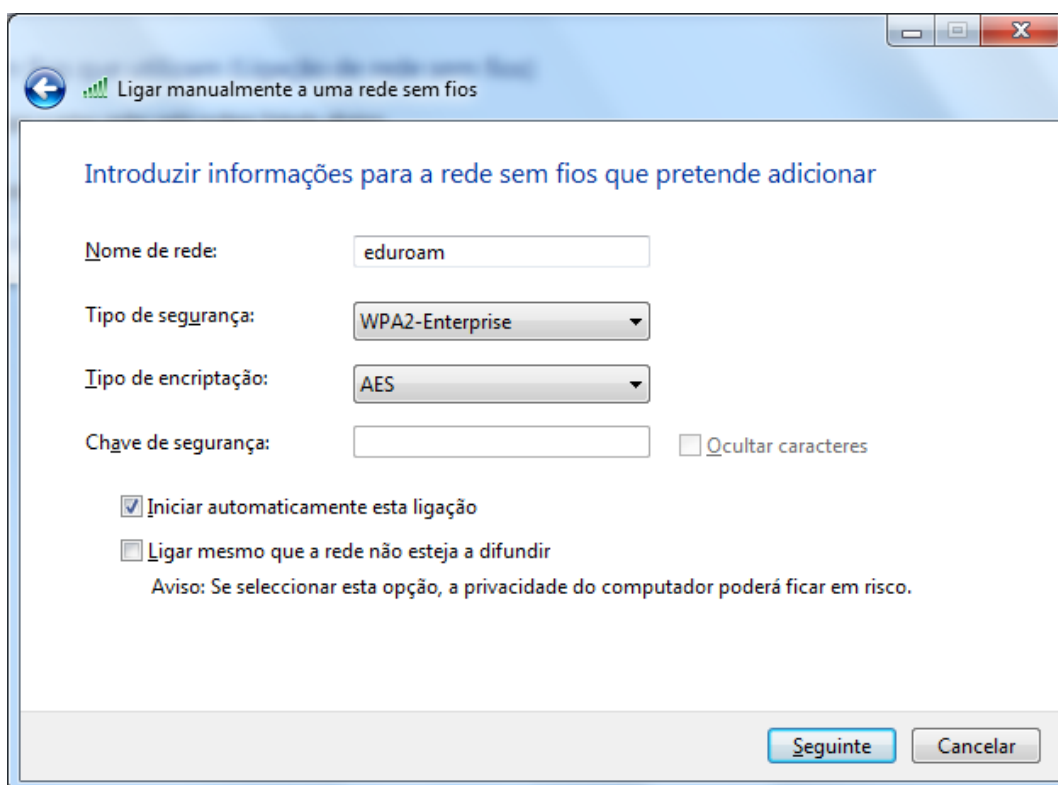 Ligar manualmente a uma rede sem fios
Introduzir informações para a rede sem fios que pretende adicionar
Nome de rede: eduroam
Tipo de segurança: WPA2-Enterprise
Tipo de encriptação: AES
Chave de segurança: Ocultar caracteres
Iniciar automaticamente esta ligação
Ligar mesmo que a rede não esteja a difundir
Aviso: Se seleccionar esta opção, a privacidade do computador poderá ficar em risco.
Seguinte Cancelar